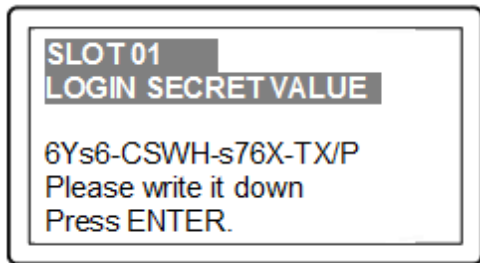 SLOT 01
LOGIN SECRET VALUE
6Ys6-CSWH-s76X-TX/P
Please write it down
Press ENTER.